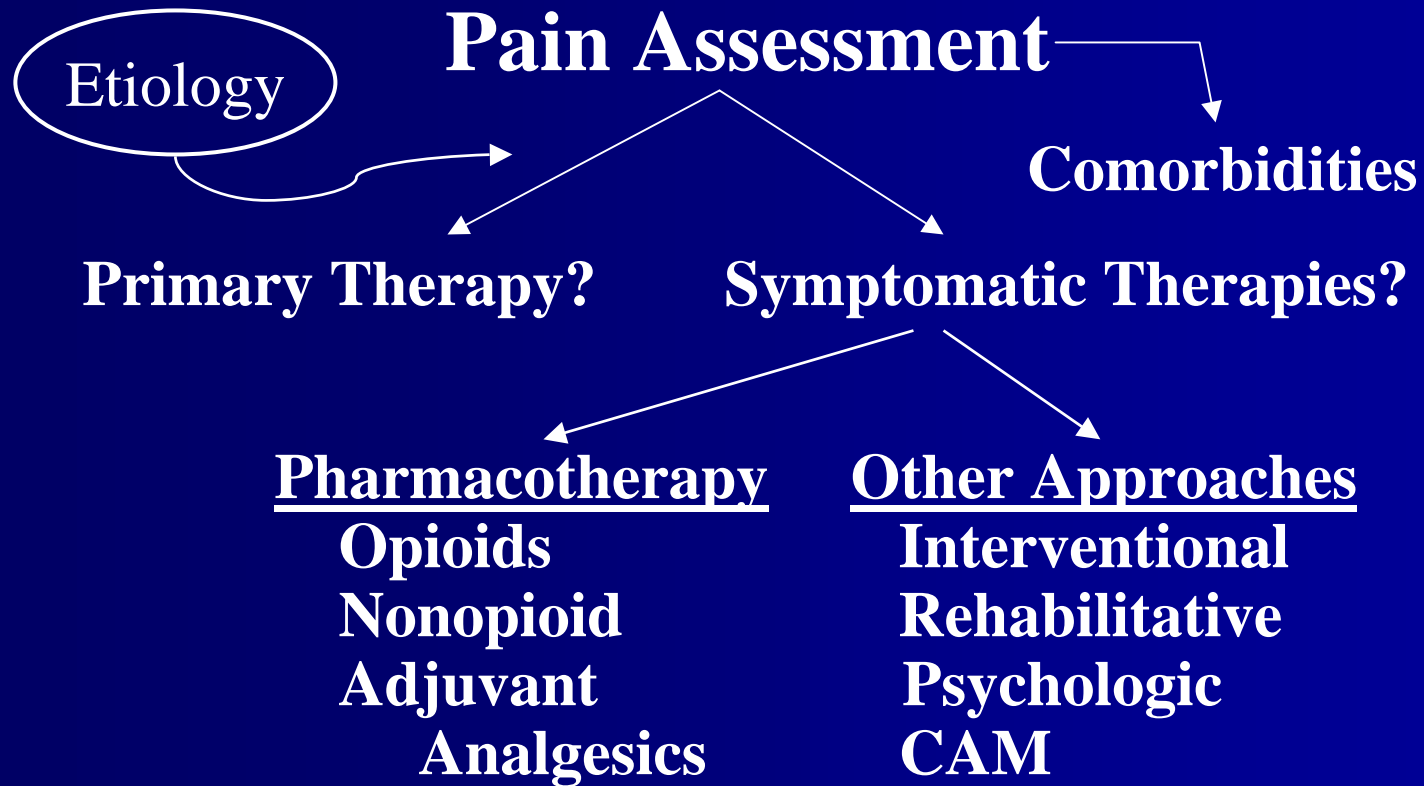 Pain Assessment
Etiology
Comorbidities
Primary Therapy?
Symptomatic Therapies?
Pharmacotherapy
Opioids
Nonopioid
Adjuvant
Analgesics
Other Approaches
Interventional
Rehabilitative
Psychologic
CAM